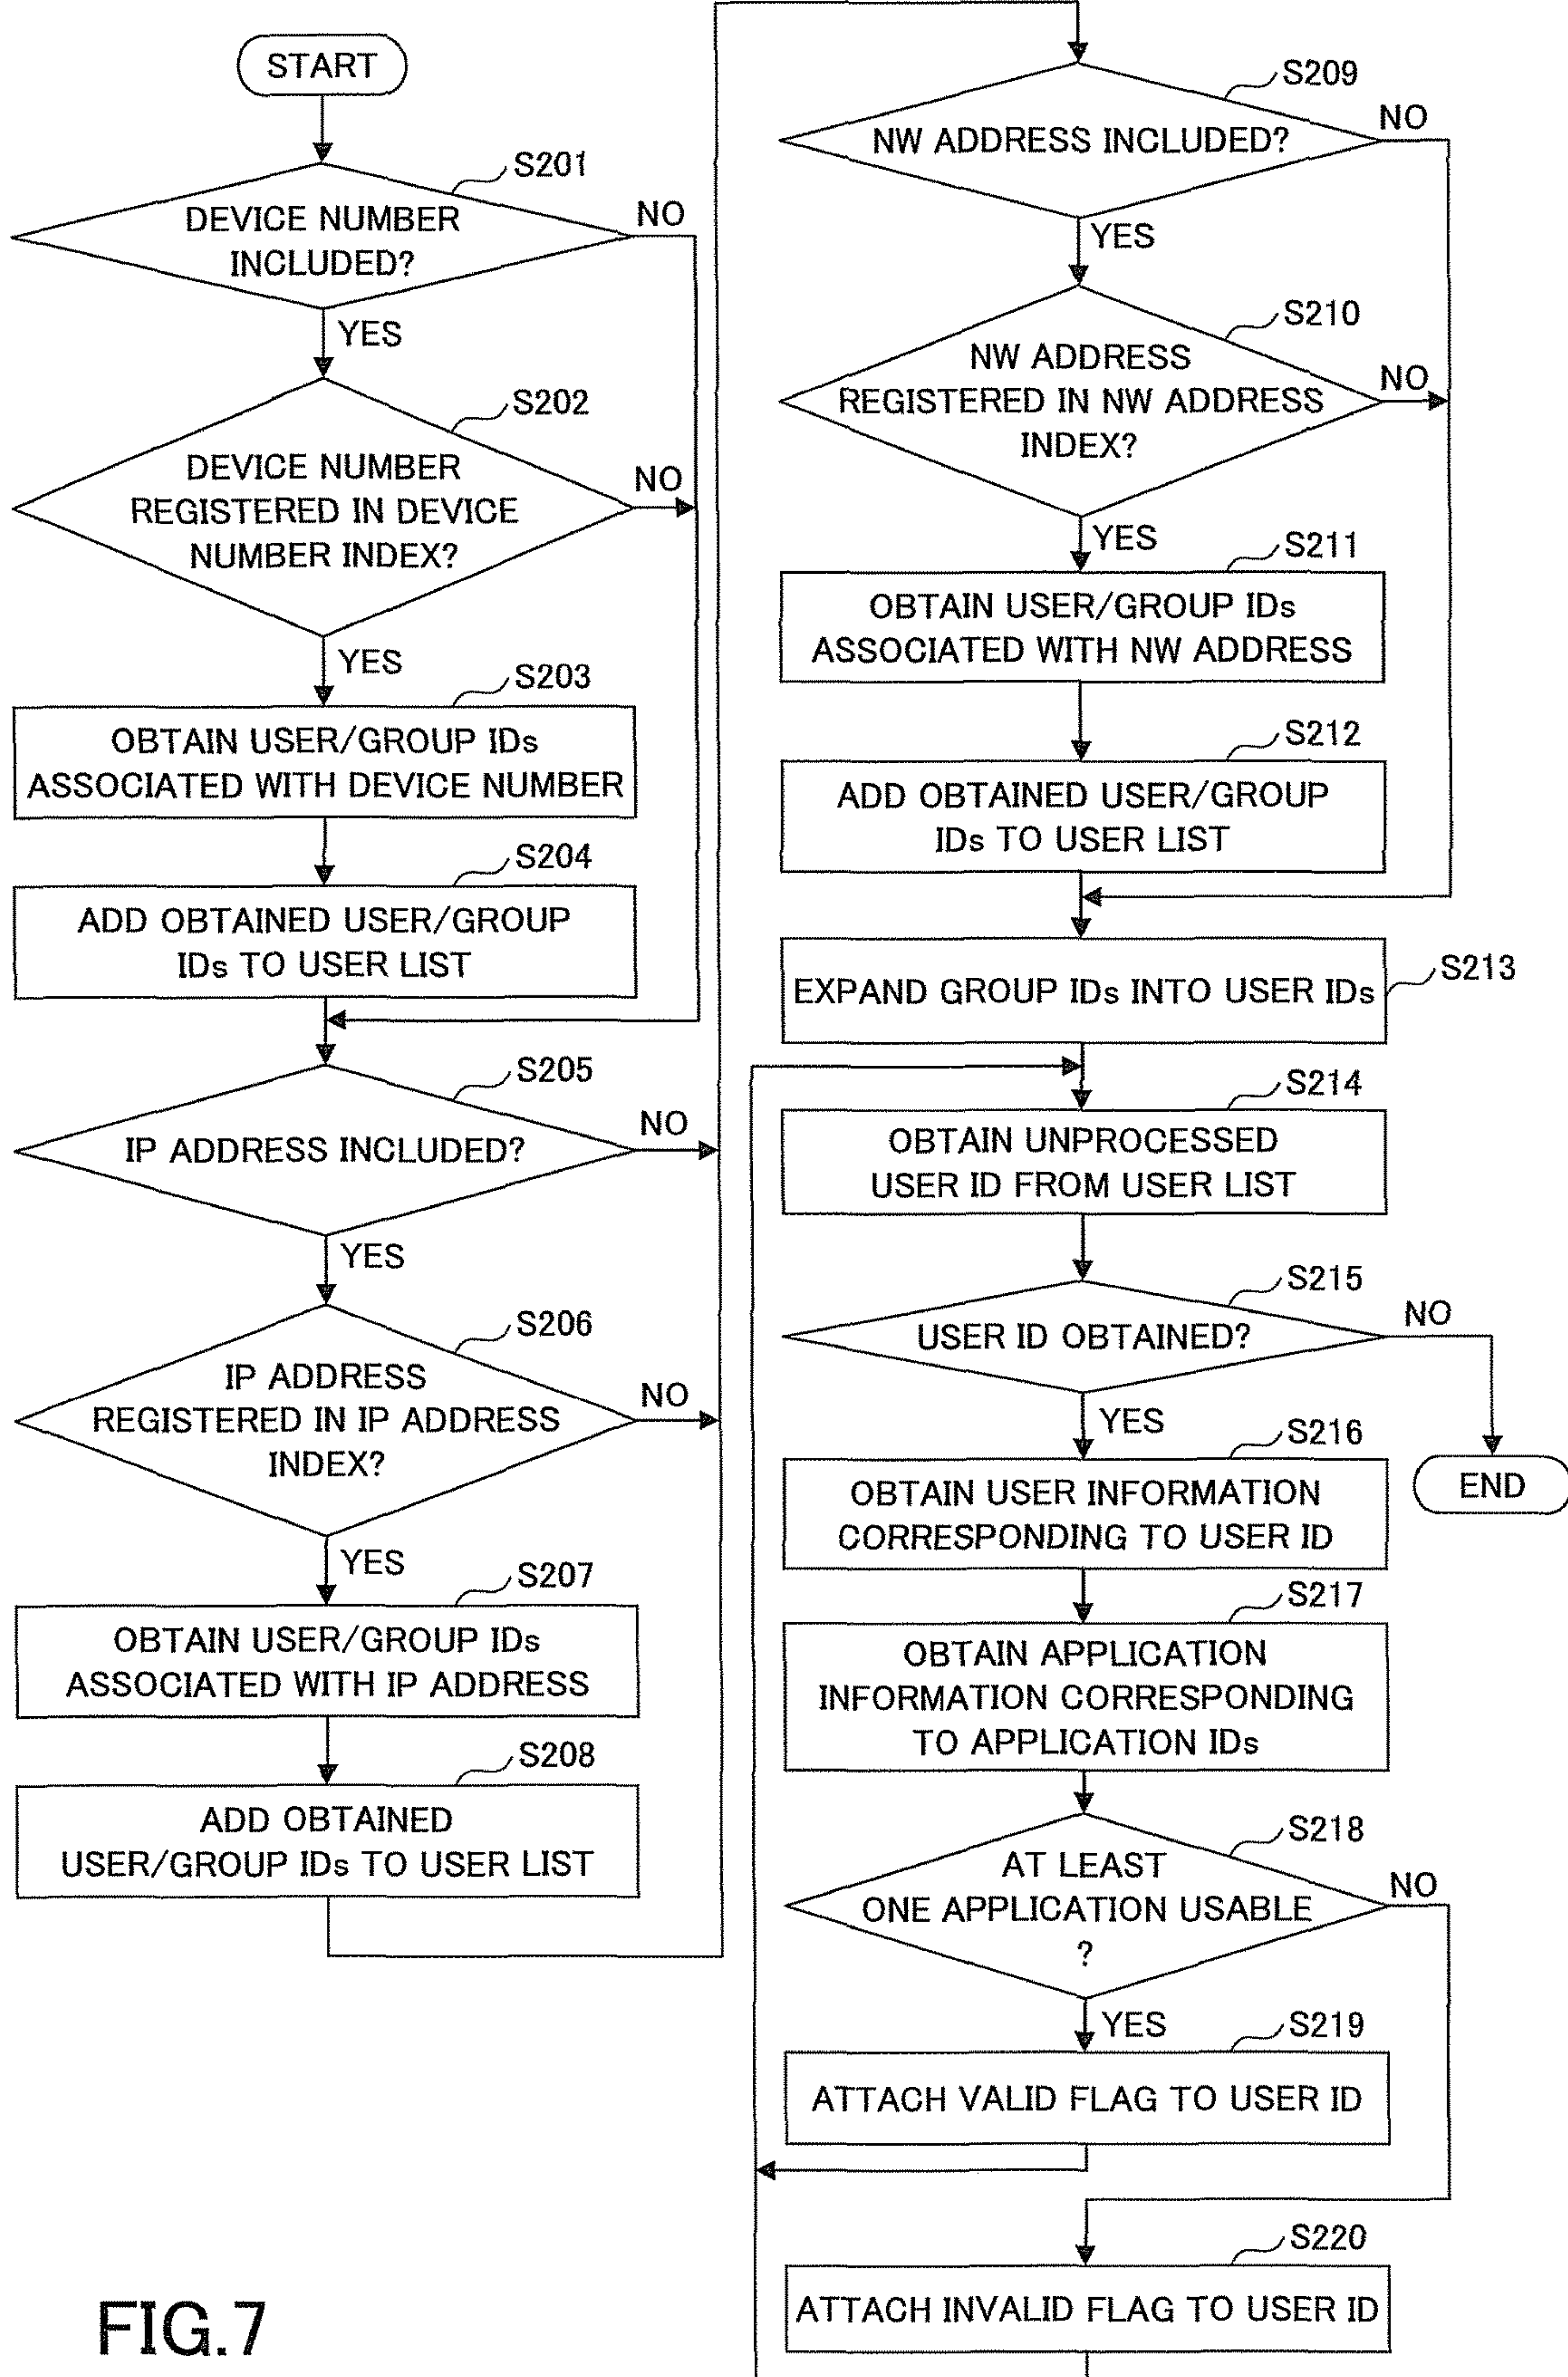 START
S201
DEVICE NUMBER
INCLUDED?
NO
YES
S202
DEVICE NUMBER
REGISTERED IN DEVICE
NUMBER INDEX?
NO
YES
S203
OBTAIN USER/GROUP IDs
ASSOCIATED WITH DEVICE NUMBER
S204
ADD OBTAINED USER/GROUP
IDs TO USER LIST
S205
IP ADDRESS INCLUDED?
NO
YES
S206
IP ADDRESS
REGISTERED IN IP ADDRESS
INDEX?
NO
YES
S207
OBTAIN USER/GROUP IDs
ASSOCIATED WITH IP ADDRESS
S208
ADD OBTAINED
USER/GROUP IDs TO USER LIST
S209
NW ADDRESS INCLUDED?
NO
YES
S210
NW ADDRESS
REGISTERED IN NW ADDRESS
INDEX?
NO
YES
S211
OBTAIN USER/GROUP IDs
ASSOCIATED WITH NW ADDRESS
S212
ADD OBTAINED USER/GROUP
IDs TO USER LIST
S213
EXPAND GROUP IDs INTO USER IDs
S214
OBTAIN UNPROCESSED
USER ID FROM USER LIST
S215
USER ID OBTAINED?
NO
YES
END
S216
OBTAIN USER INFORMATION
CORRESPONDING TO USER ID
S217
OBTAIN APPLICATION
INFORMATION CORRESPONDING
TO APPLICATION IDs
S218
AT LEAST
ONE APPLICATION USABLE
?
NO
YES
S219
ATTACH VALID FLAG TO USER ID
S220
ATTACH INVALID FLAG TO USER ID
FIG.7